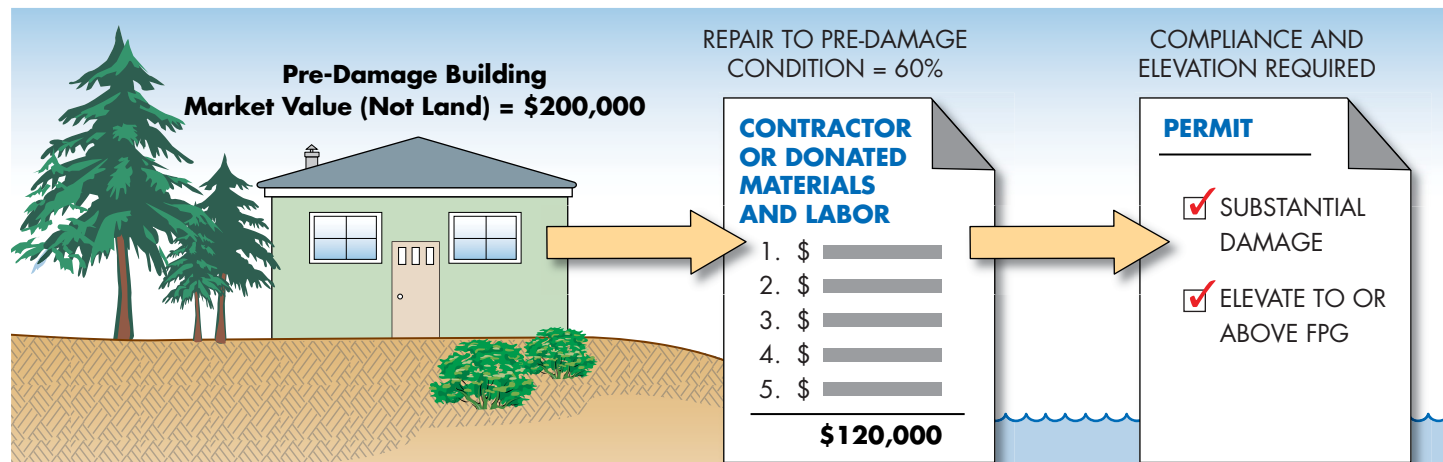 Pre-Damage Building
Market Value (Not Land) = $200,000
REPAIR TO PRE-DAMAGE
CONDITION = 60%
CONTRACTOR
OR DONATED
MATERIALS
AND LABOR
1. $
2. $
3. $
4. $
5. $
$120,000
COMPLIANCE AND
ELEVATION REQUIRED
PERMIT
SUBSTANTIAL
DAMAGE
ELEVATE TO OR
ABOVE FPG